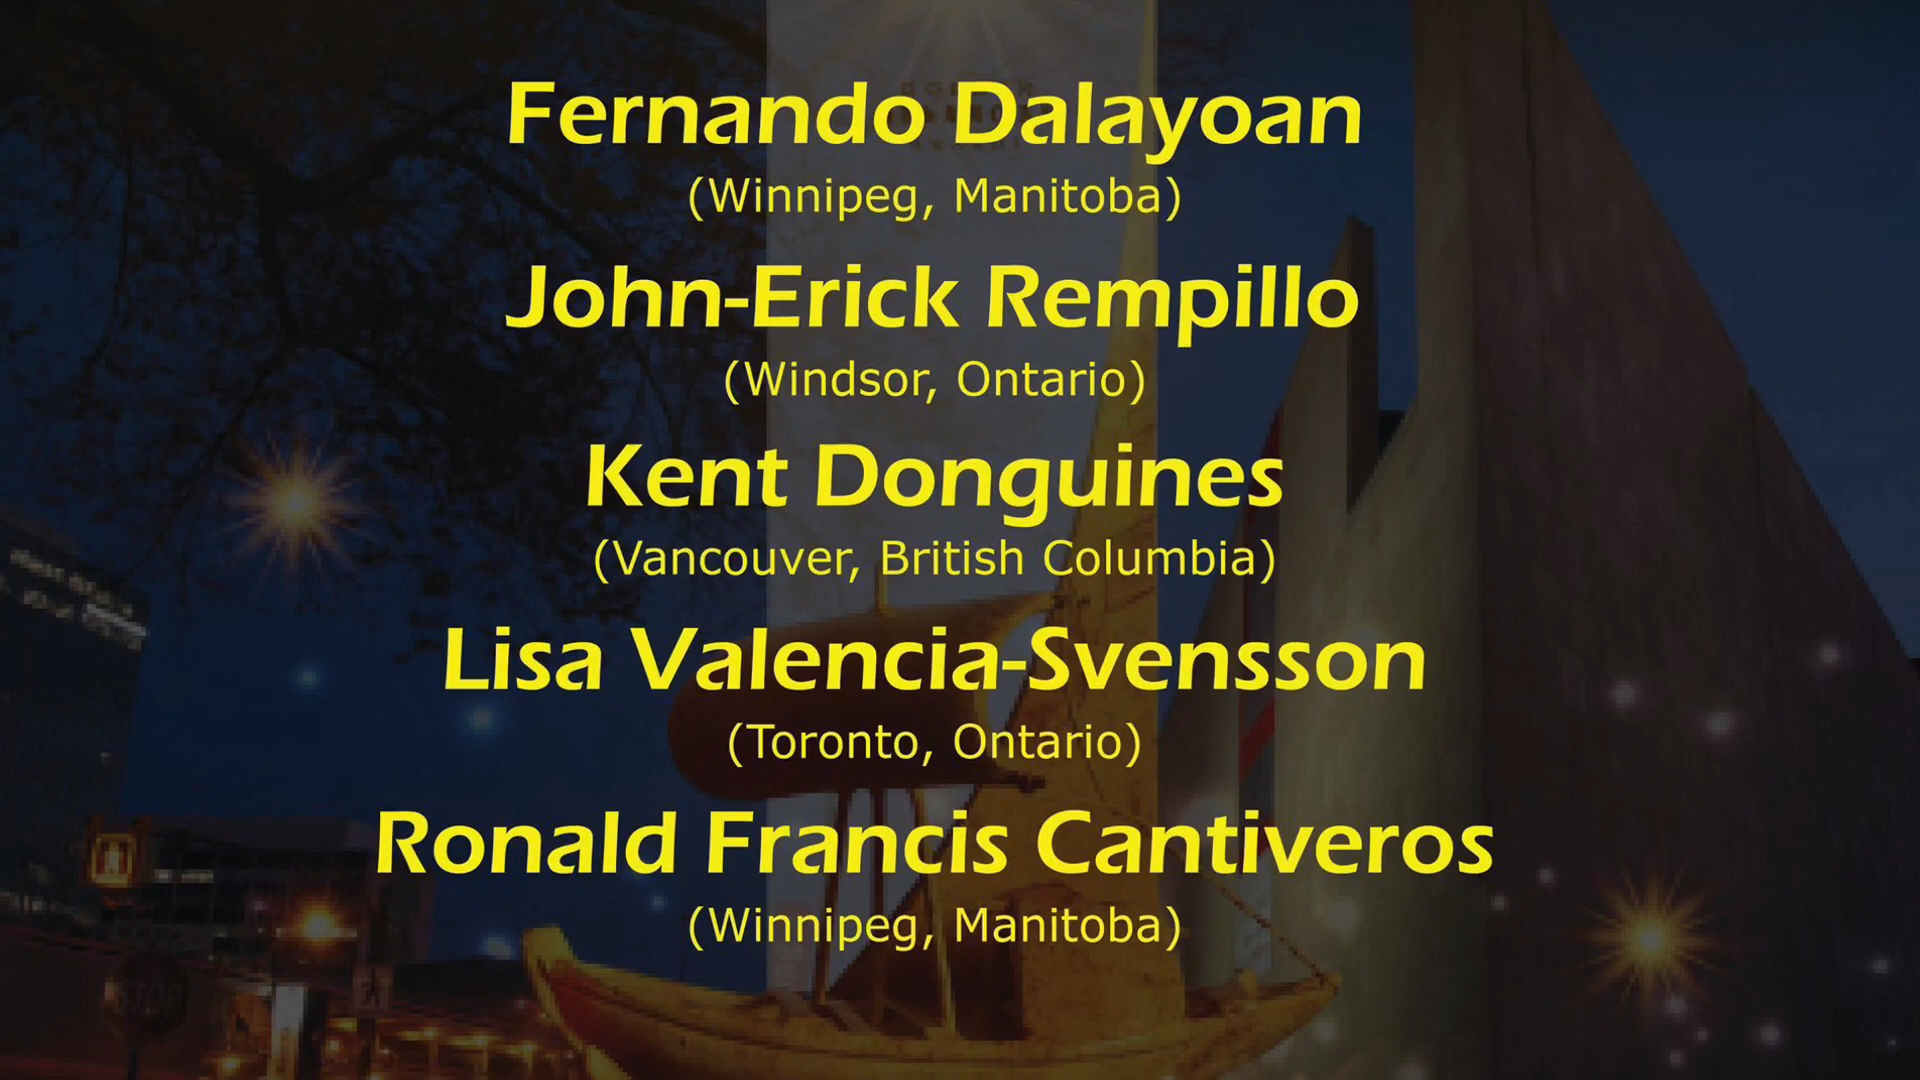 Fernando Dalayoan
(Winnipeg, Manitoba)
John-Erick Rempillo
(Windsor, Ontario)
Kent Donguines
(Vancouver, British Columbia)
Lisa Valencia-Svensson
(Toronto, Ontario)
Ronald Francis Cantiveros
(Winnipeg, Manitoba)
STOP